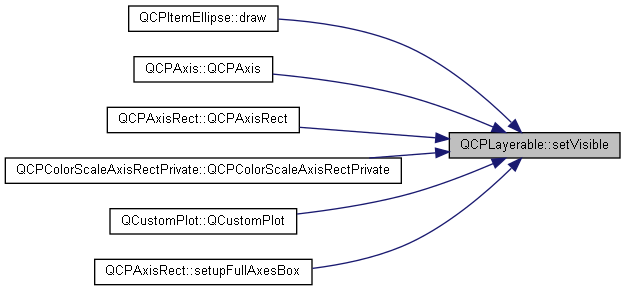 QCPItemEllipse::draw
QCPAxis::QCPAxis
QCPAxisRect::QCPAxisRect
QCPLayerable::setVisible
QCPColorScaleAxisRectPrivate::QCPColorScaleAxisRectPrivate
QCustomPlot::QCustomPlot
QCPAxisRect::setupFullAxesBox